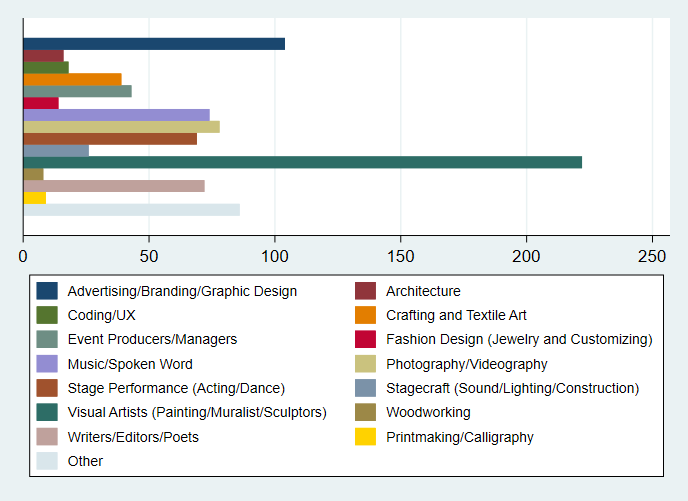 0 50 100 150 200 250
Advertising/Branding/Graphic Design Architecture
Coding/UX Crafting and Textile Art
Event Producers/Managers Fashion Design (Jewelry and Customizing)
Music/Spoken Word Photography/Videography
Stage Performance (Acting/Dance) Stagecraft (Sound/Lighting/Construction)
Visual Artists (Painting/Muralist/Sculptors) Woodworking
Writers/Editors/Poets Printmaking/Calligraphy
Other